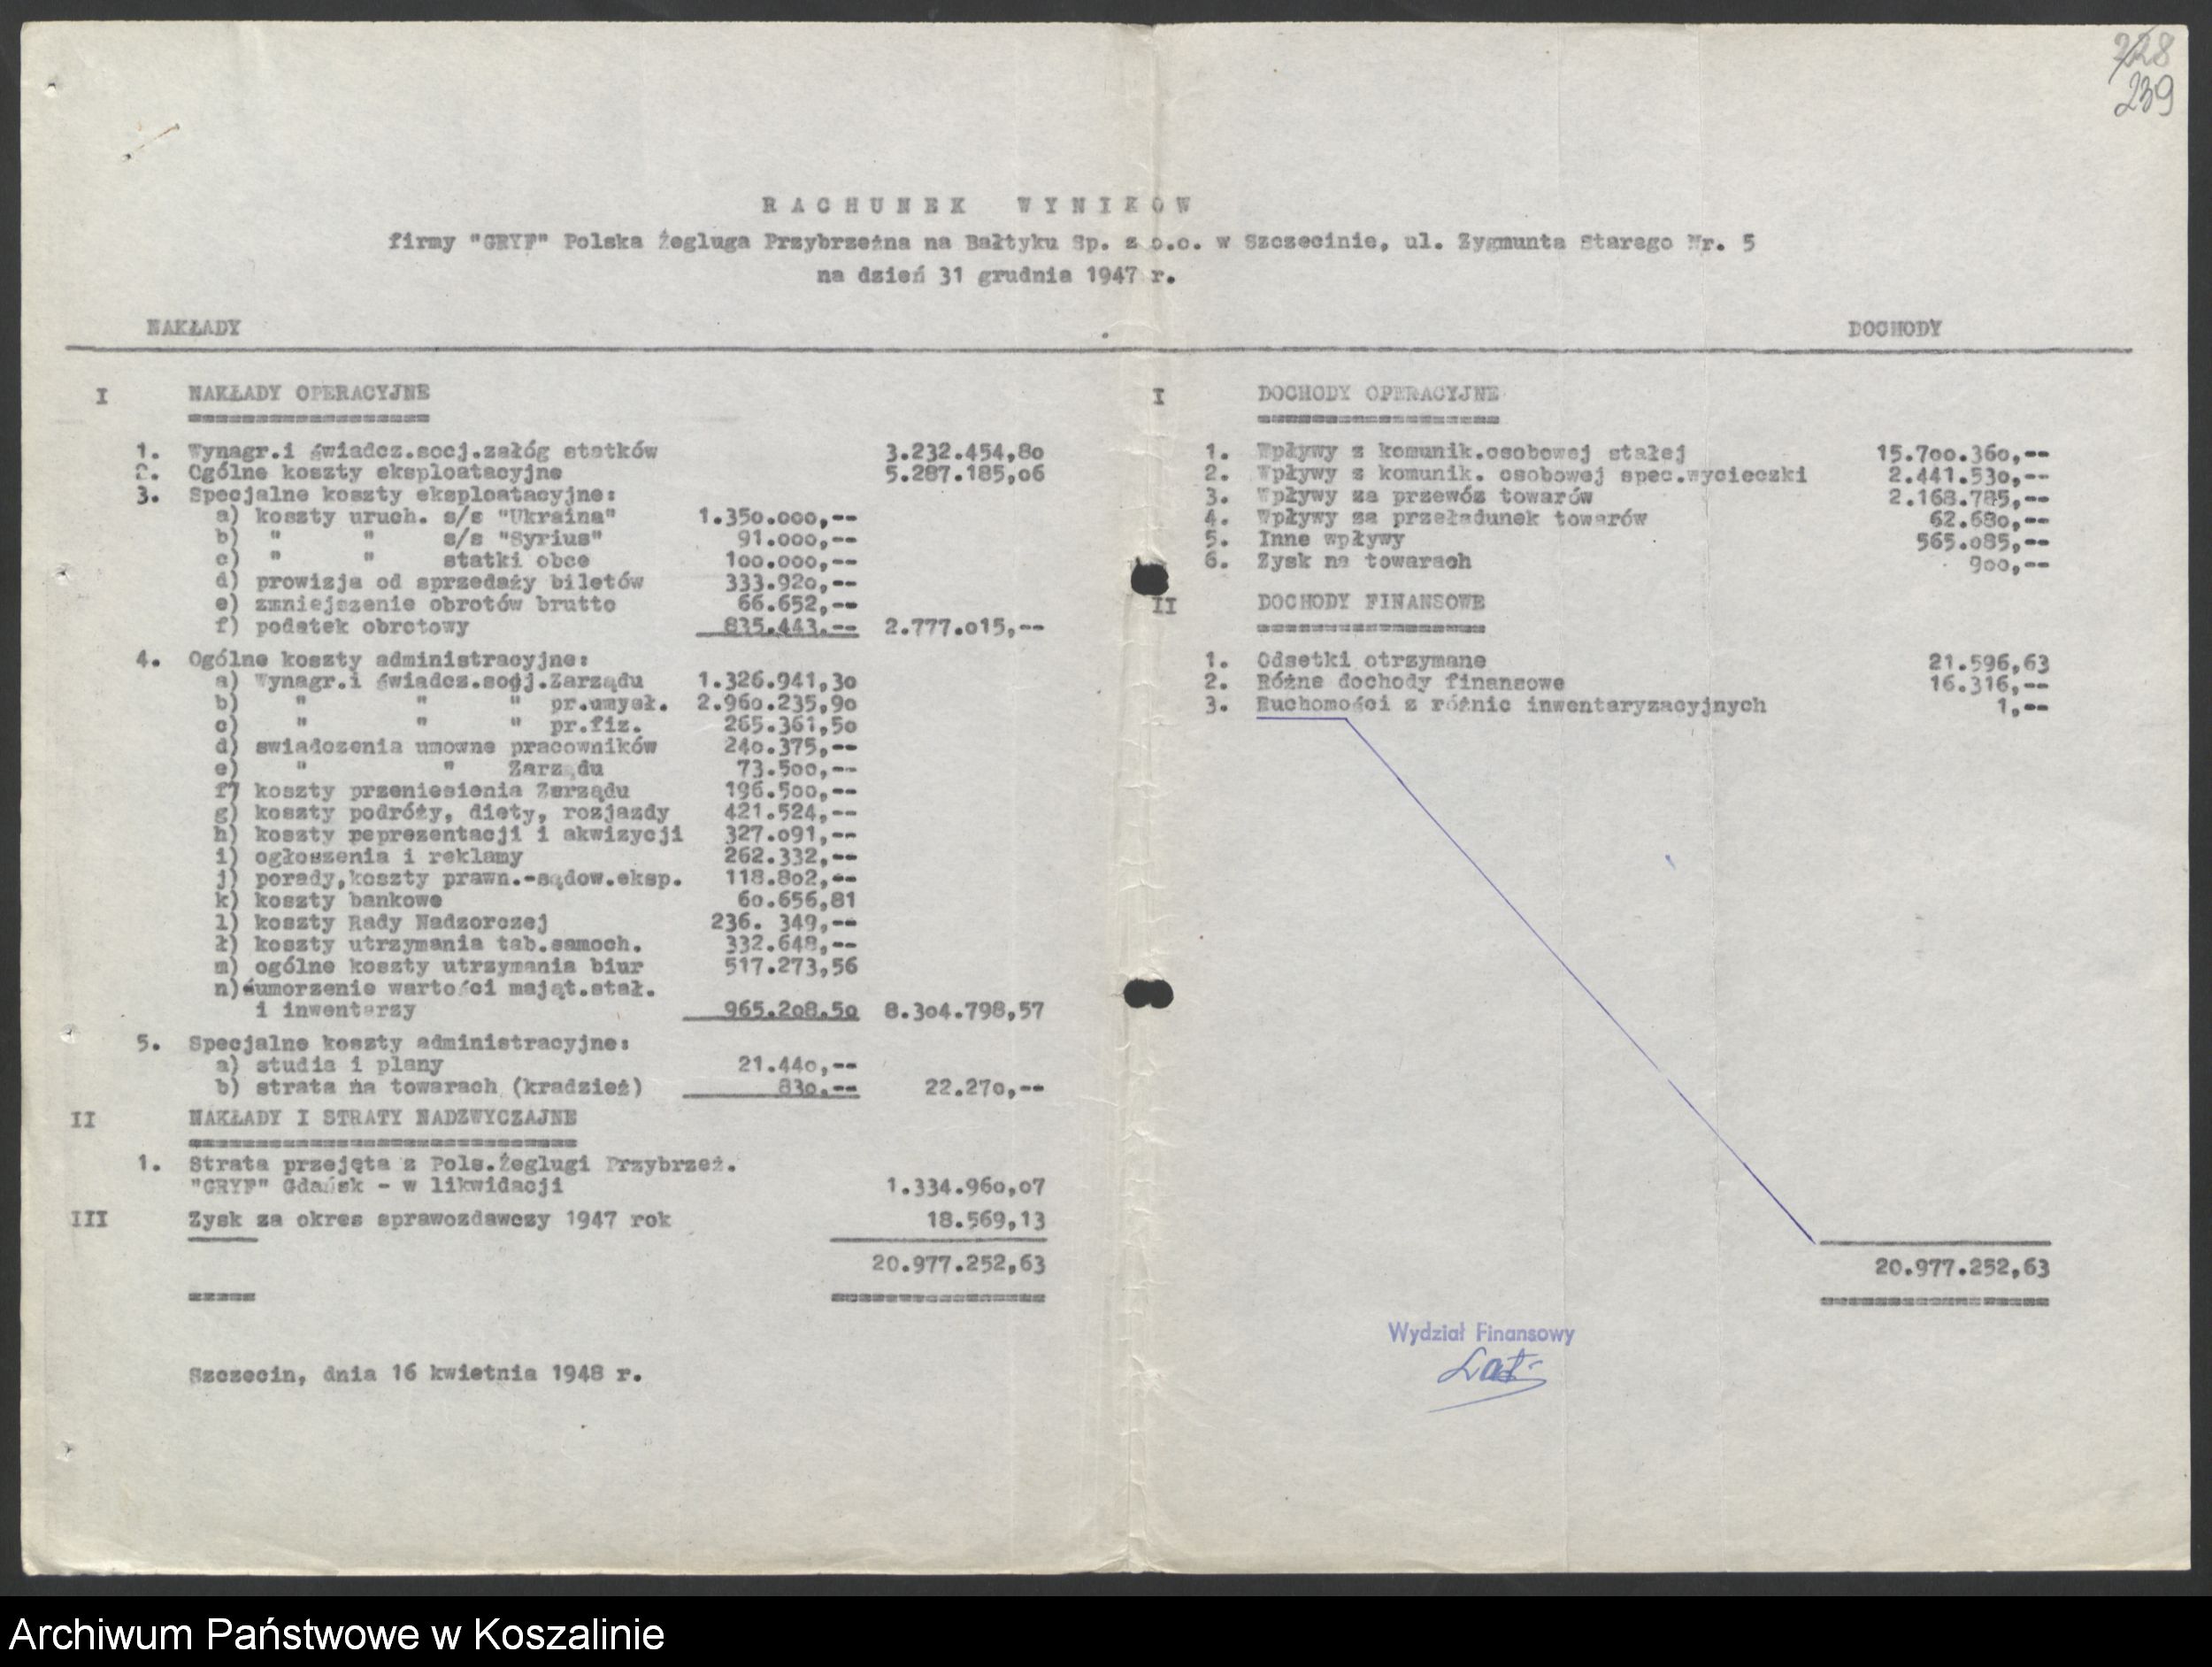 228
239
RACHUNEK WYNIKÓW
firmy "GRYF" Polska Żegluga Przybrzeżna na Bałtyku Sp. z o.o. w Szczecinie, ul. Zygmunta Starego Nr. 5
na dzień 31 grudnia 1947 r.
NAKŁADY
I NAKŁADY OPERACYJNE
1. Wynagr.i świadcz.socj.załóg statków 3.232.454,80
2. Ogólne koszty eksploatacyjne 5.287.185,06
3. Specjalne koszty eksploatacyjne:
a) koszty uruch. s/s "Ukraina" 1.350.000,--
b) " " s/s "Syrius" 91.000,--
c) " " statki obce 100.000,--
d) prowizja od sprzedaży biletów 333.920,--
e) zmniejszenie obrotów brutto 66.652,--
f) podatek obrotowy 835.443.-- 2.777.015,--
4. Ogólne koszty administracyjne:
a) Wynagr.i świadcz.socj.Zarządu 1.326.941,30
b) " " " pr.umysł. 2.960.235,90
c) " " " pr.fiz. 265.361,50
d) swiadczenia umowne pracowników 240.375,--
e) " " Zarządu 73.500,--
f) koszty przeniesienia Zarządu 196.500,--
g) koszty podróży, diety, rozjazdy 421.524,--
h) koszty reprezentacji i akwizycji 327.091,--
i) ogłoszenia i reklamy 262.332,--
j) porady,koszty prawn.-sądow.eksp. 118.802,--
k) koszty bankowe 60.656,81
l) koszty Rady Nadzorczej 236. 349,--
ł) koszty utrzymania tab.samoch. 332.648,--
m) ogólne koszty utrzymania biur 517.273,56
n) umorzenie wartości mająt.stał.
i inwentarzy 965.208.50 8.304.798,57
5. Specjalne koszty administracyjne:
a) studia i plany 21.440,--
b) strata na towarach (kradzież) 830.-- 22.270,--
II NAKŁADY I STRATY NADZWYCZAJNE
1. Strata przejęta z Pols.Żeglugi Przybrzeż.
"GRYF" Gdańsk - w likwidacji 1.334.960,07
III Zysk za okres sprawozdawczy 1947 rok 18.569,13
20.977.252,63
Szczecin, dnia 16 kwietnia 1948 r.
DOCHODY
I DOCHODY OPERACYJNE
1. Wpływy z komunik.osobowej stałej 15.700.360,--
2. Wpływy z komunik. osobowej spec.wycieczki 2.441.530,--
3. Wpływy za przewóz towarów 2.168.785,--
4. Wpływy za przeładunek towarów 62.680,--
5. Inne wpływy 565.085,--
6. Zysk na towarach 900,--
II DOCHODY FINANSOWE
1. Odsetki otrzymane 21.596,63
2. Różne dochody finansowe 16.316,--
3. Ruchomości z różnic inwentaryzacyjnych 1,--
20.977.252,63
Wydział Finansowy
Archiwum Państwowe w Koszalinie